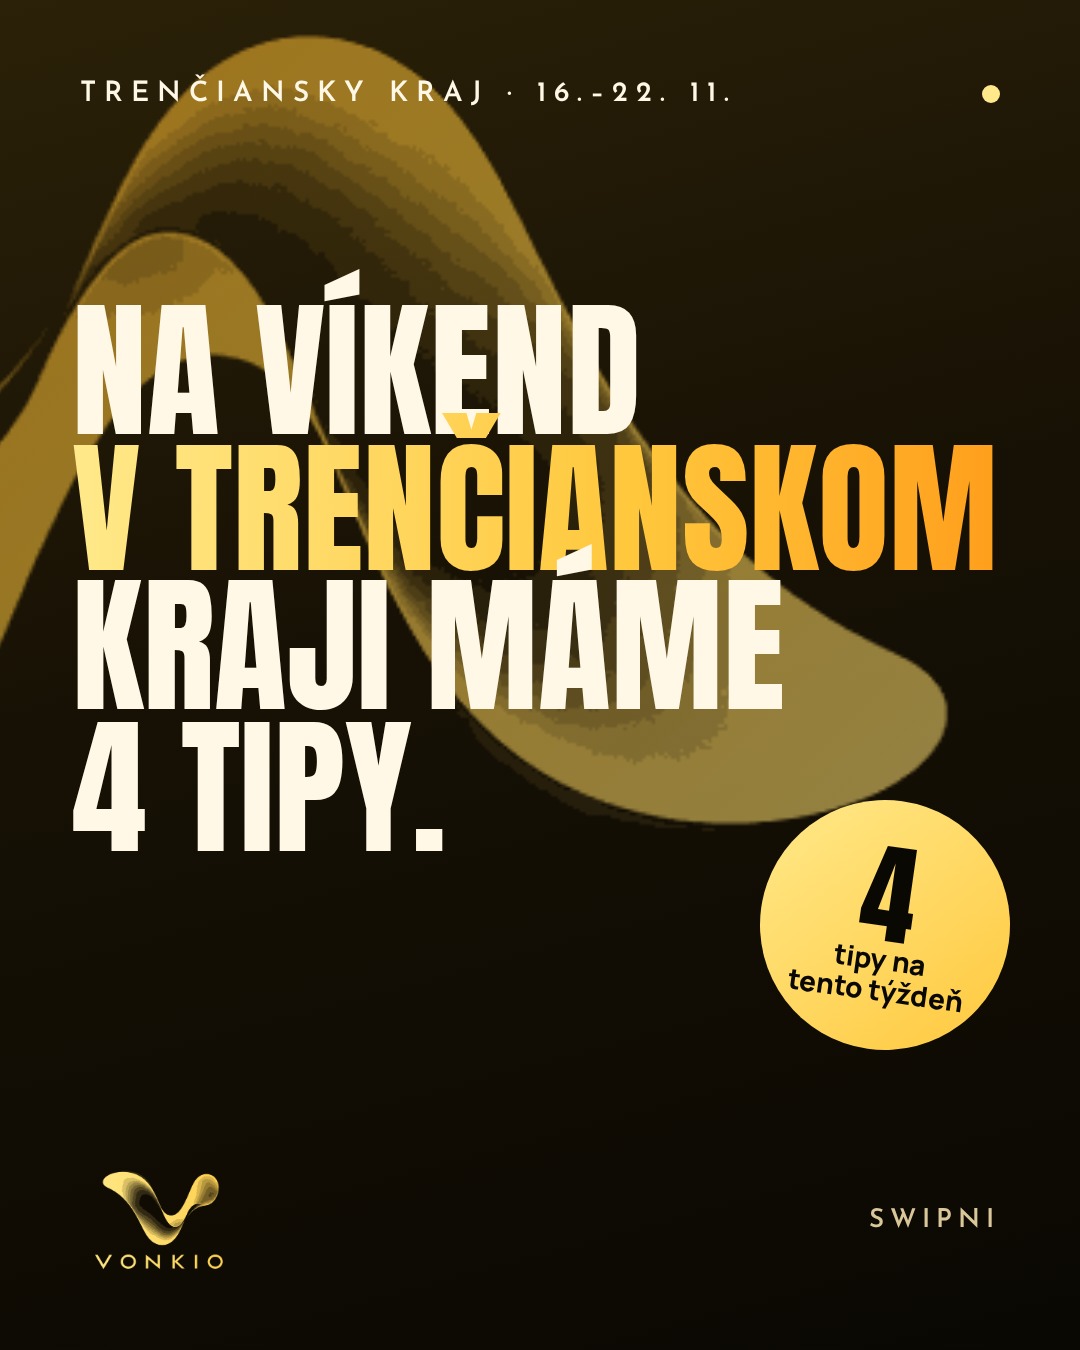 TRENČIANSKY KRAJ · 16.–22. 11.
NA VÍKEND
V TRENČIANSKOM
KRAJI MÁME
4 TIPY.
4
tipy na
tento týždeň
VONKIO
SWIPNI